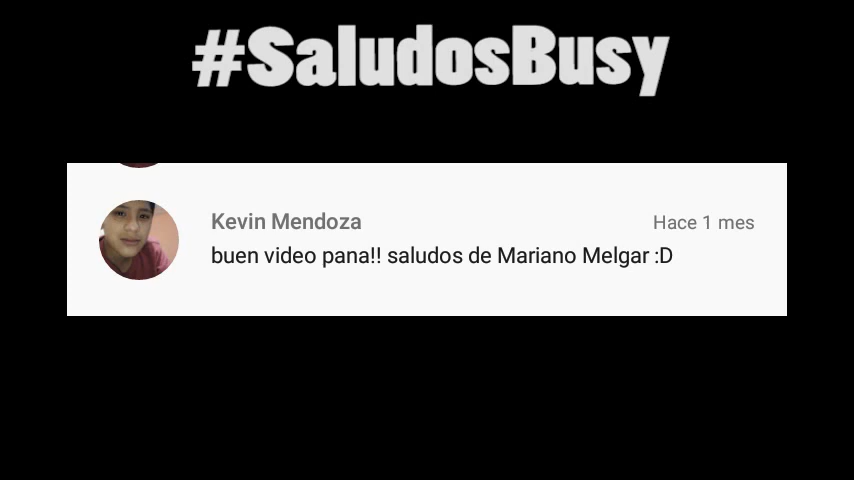 #SaludosBusy
Kevin Mendoza
Hace 1 mes
buen video pana!! saludos de Mariano Melgar :D